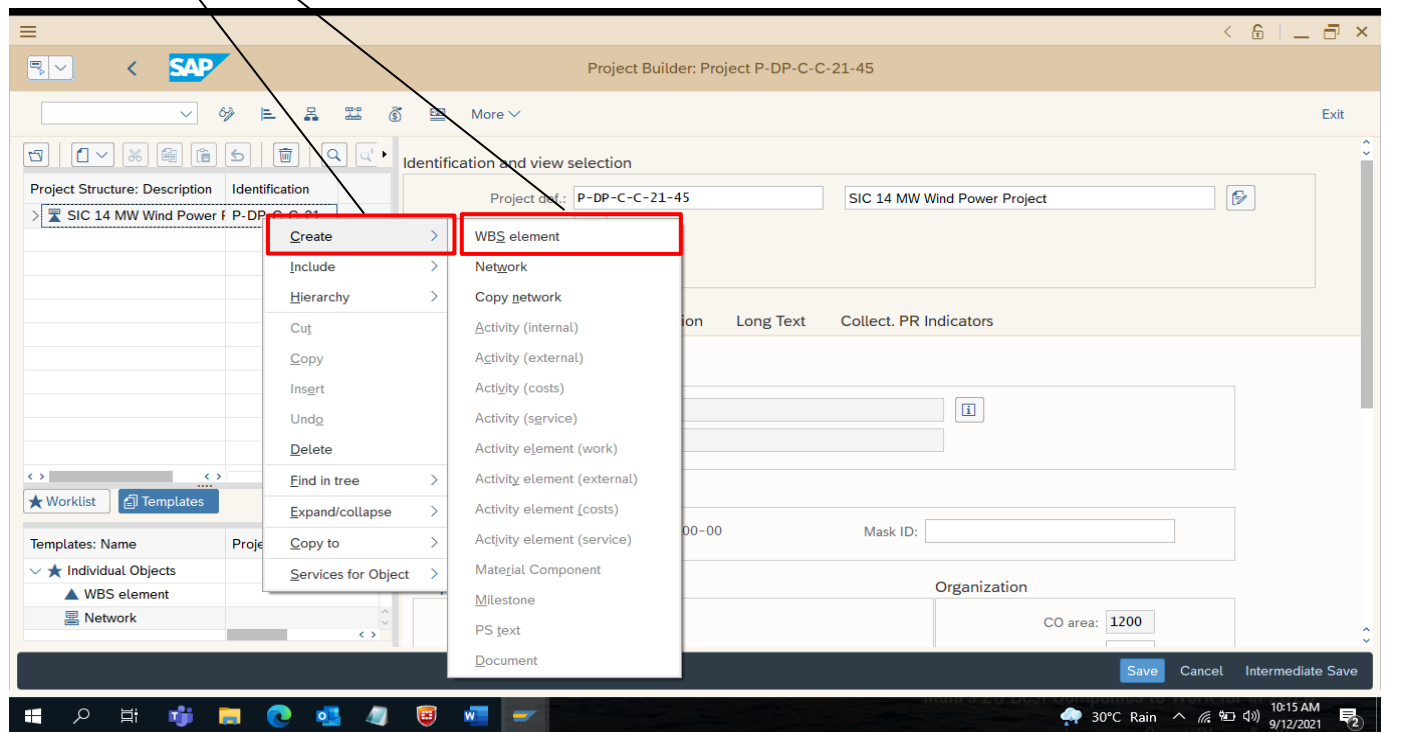 SAP
Project Builder: Project P-DP-C-C-21-45
More
Exit
Identification and view selection
Project Structure: Description Identification
Project def.: P-DP-C-C-21-45 SIC 14 MW Wind Power Project
SIC 14 MW Wind Power P-DP-C-C-21
Create
WBS element
Include
Network
Hierarchy
Copy network
Cut
Activity (internal)
ion Long Text Collect. PR Indicators
Copy
Activity (external)
Insert
Activity (costs)
Undo
Activity (service)
Delete
Activity element (work)
Find in tree
Activity element (external)
Worklist Templates
Expand/collapse
Activity element (costs)
Templates: Name Proje
Copy to
Activity element (service)
00-00 Mask ID:
Individual Objects
Services for Object
Material Component
WBS element
Milestone
Organization
Network
PS text
CO area: 1200
Document
Save Cancel Intermediate Save
30°C Rain
10:15 AM
9/12/2021
2